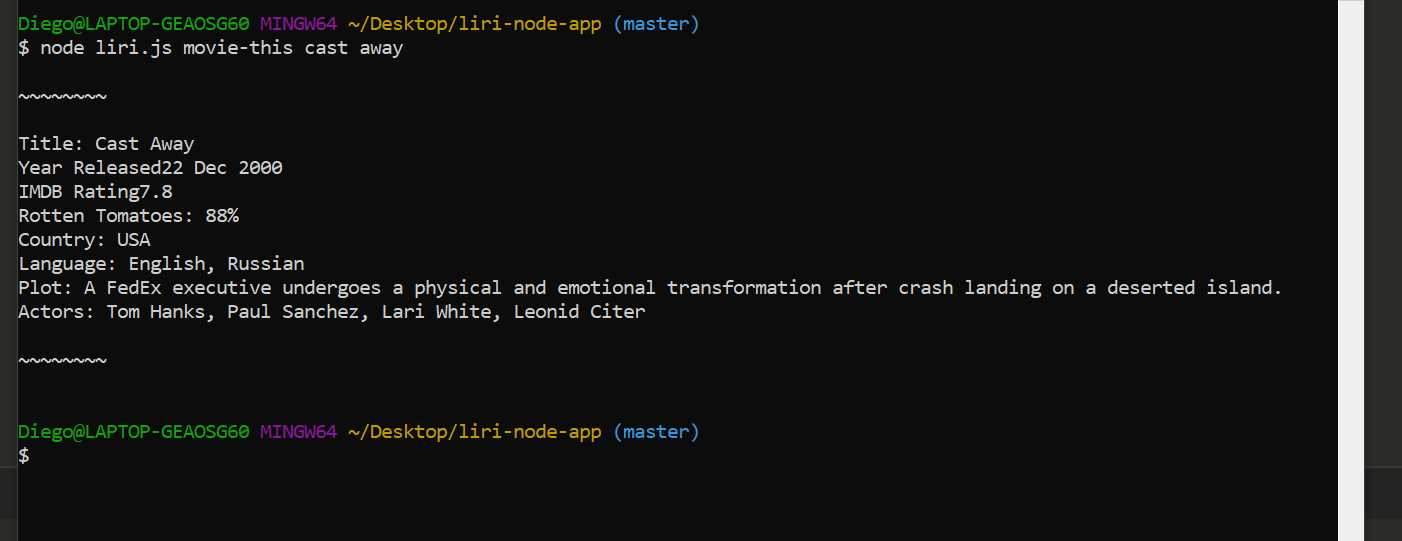 Diego@LAPTOP-GEAOSG60 MINGW64 ~/Desktop/liri-node-app (master)
$ node liri.js movie-this cast away
~~~~~~~~
Title: Cast Away
Year Released22 Dec 2000
IMDB Rating7.8
Rotten Tomatoes: 88%
Country: USA
Language: English, Russian
Plot: A FedEx executive undergoes a physical and emotional transformation after crash landing on a deserted island.
Actors: Tom Hanks, Paul Sanchez, Lari White, Leonid Citer
~~~~~~~~
Diego@LAPTOP-GEAOSG60 MINGW64 ~/Desktop/liri-node-app (master)
$